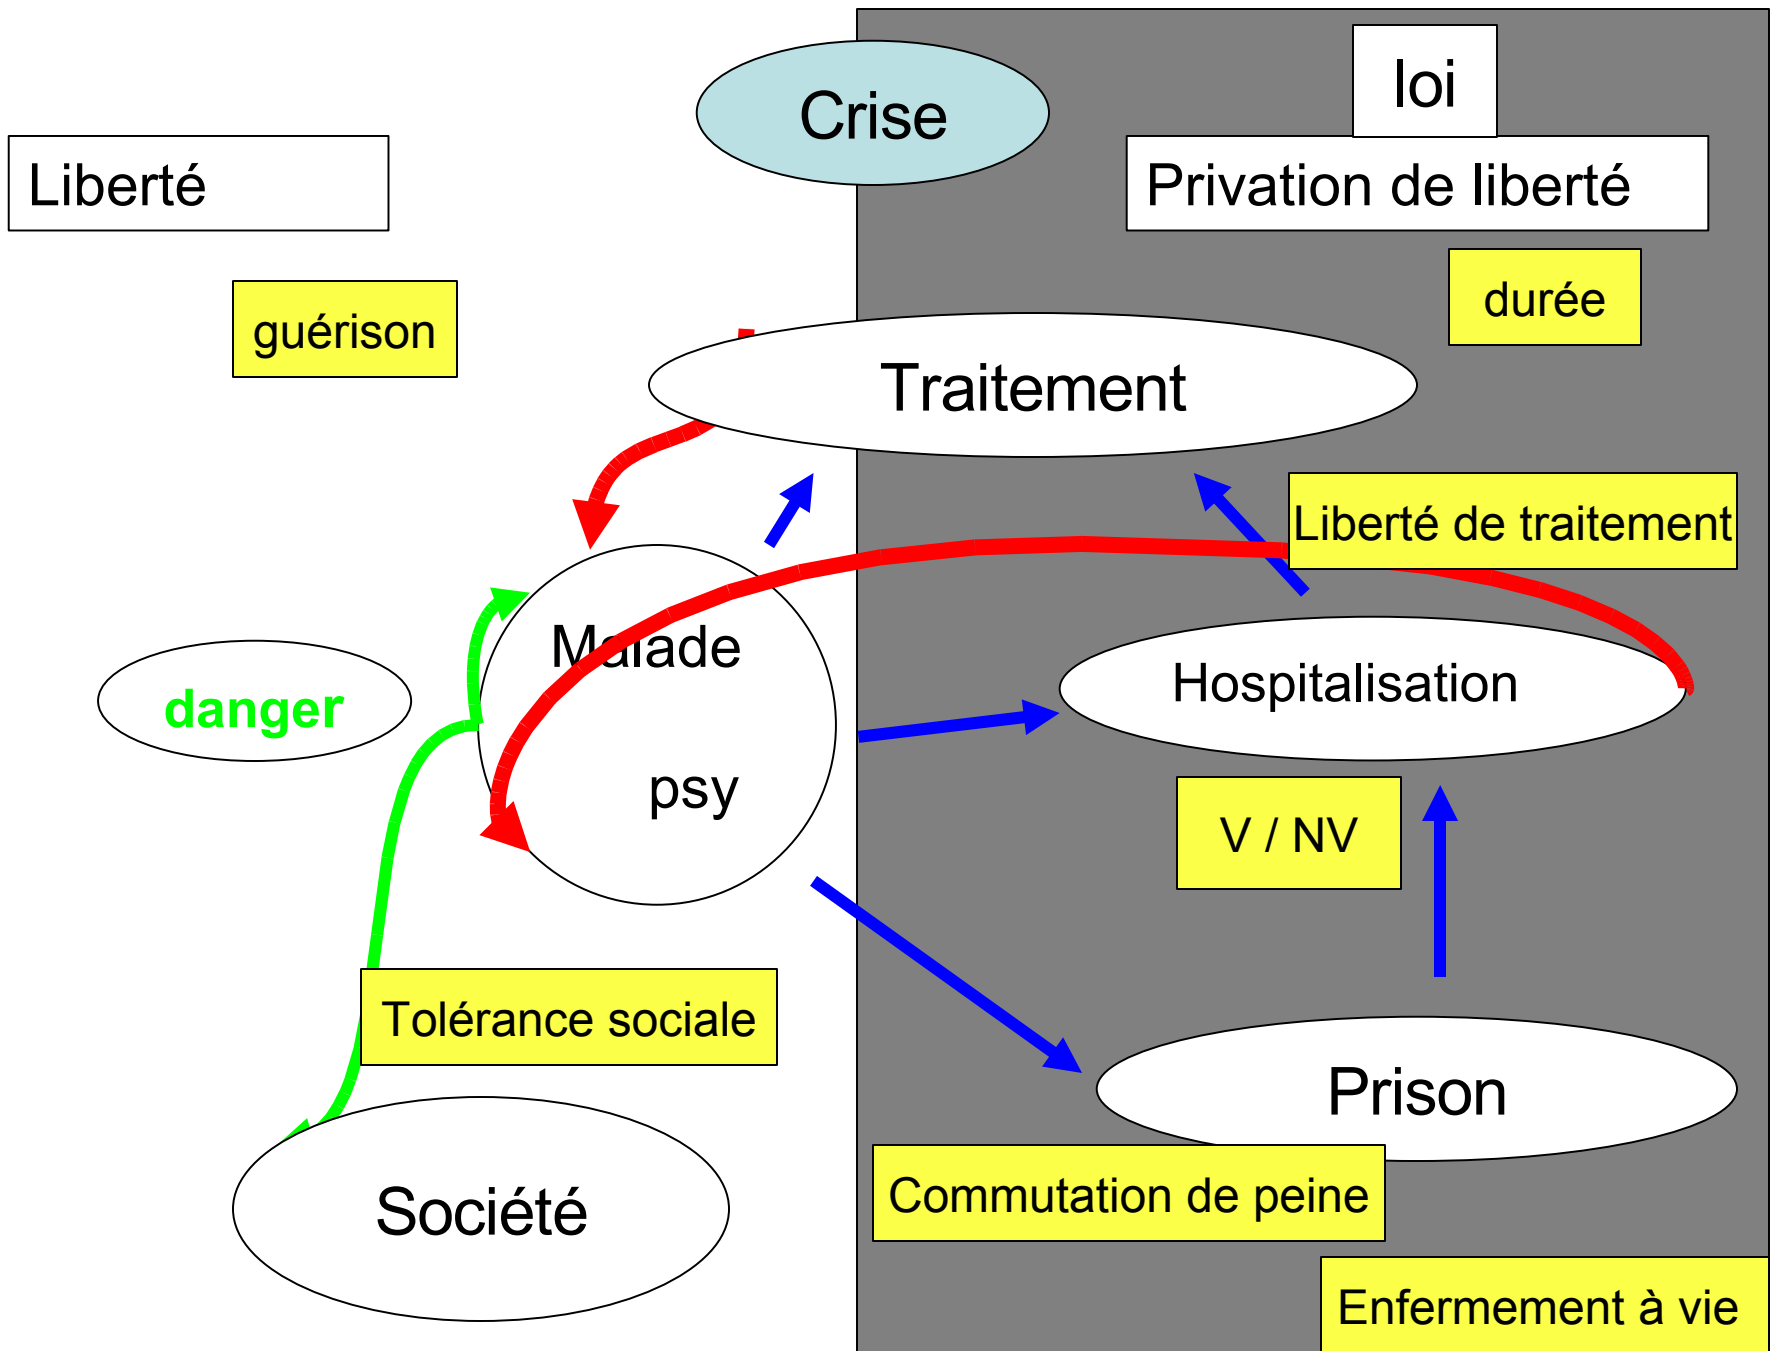 Crise
loi
Liberté
Privation de liberté
guérison
durée
Traitement
Liberté de traitement
Malade
psy
danger
Hospitalisation
V / NV
Tolérance sociale
Prison
Société
Commutation de peine
Enfermement à vie